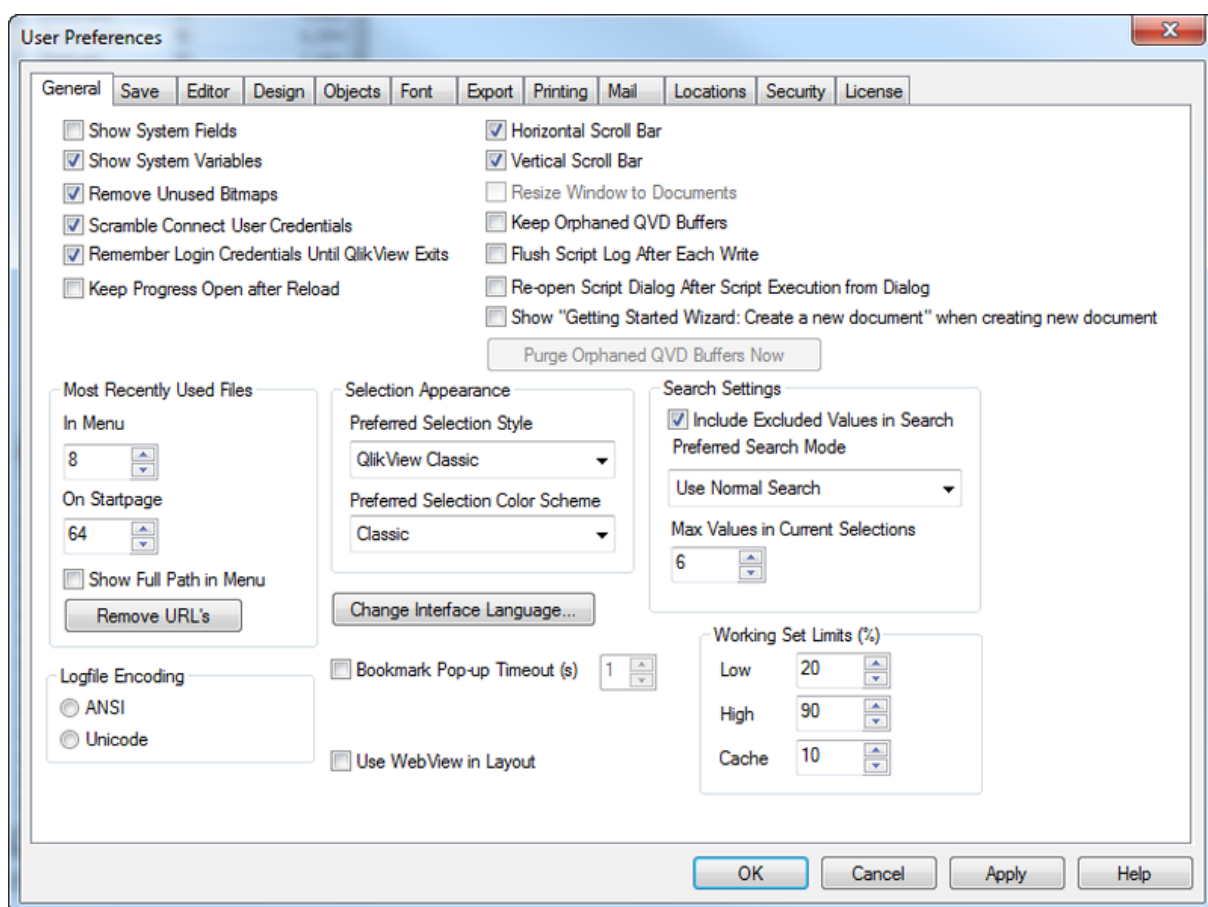 User Preferences
General Save Editor Design Objects Font Export Printing Mail Locations Security License
Show System Fields
Show System Variables
Remove Unused Bitmaps
Scramble Connect User Credentials
Remember Login Credentials Until QlikView Exits
Keep Progress Open after Reload
Horizontal Scroll Bar
Vertical Scroll Bar
Resize Window to Documents
Keep Orphaned QVD Buffers
Flush Script Log After Each Write
Re-open Script Dialog After Script Execution from Dialog
Show "Getting Started Wizard: Create a new document" when creating new document
Purge Orphaned QVD Buffers Now
Most Recently Used Files
In Menu
8
On Startpage
64
Show Full Path in Menu
Remove URL's
Selection Appearance
Preferred Selection Style
QlikView Classic
Preferred Selection Color Scheme
Classic
Change Interface Language...
Search Settings
Include Excluded Values in Search
Preferred Search Mode
Use Normal Search
Max Values in Current Selections
6
Logfile Encoding
ANSI
Unicode
Bookmark Pop-up Timeout (s) 1
Use WebView in Layout
Working Set Limits (%)
Low 20
High 90
Cache 10
OK Cancel Apply Help